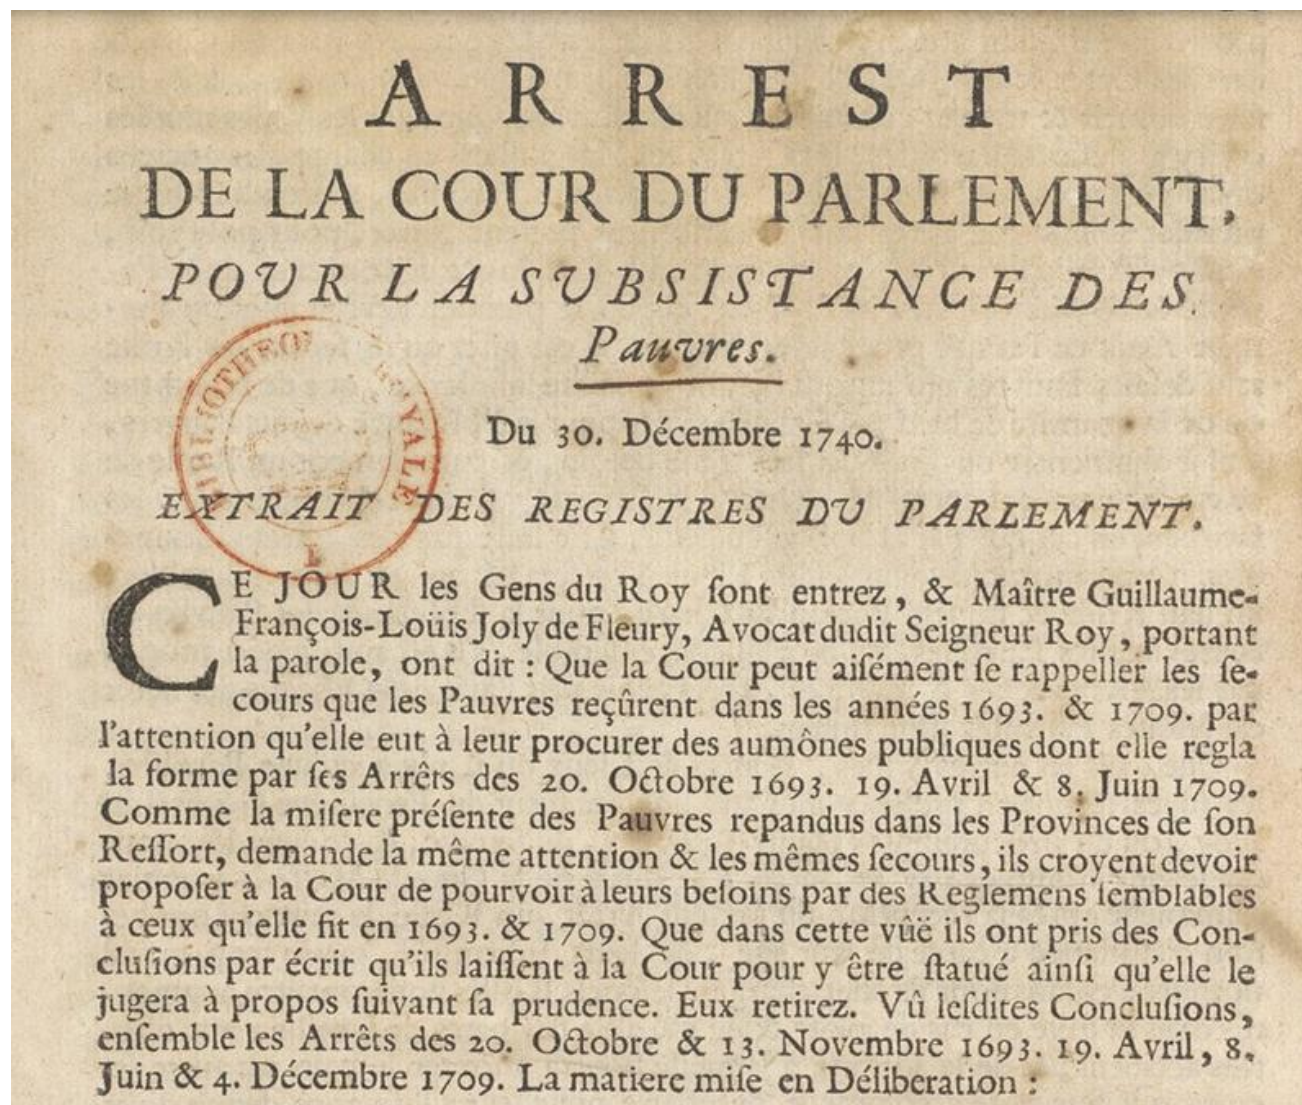 ARREST
DE LA COUR DU PARLEMENT,
POUR LA SUBSISTANCE DES
Pauvres.
BIBLIOTHEQ YALE
Du 30. Décembre 1740.
EXTRAIT DES REGISTRES DU PARLEMENT.
CE JOUR les Gens du Roy ſont entrez, & Maître Guillaume-
François-Loüis Joly de Fleury, Avocat dudit Seigneur Roy, portant
la parole, ont dit : Que la Cour peut aiſément ſe rappeller les ſe-
cours que les Pauvres reçûrent dans les années 1693. & 1709. par
l'attention qu'elle eut à leur procurer des aumônes publiques dont elle regla
la forme par ſes Arrêts des 20. Octobre 1693. 19. Avril & 8. Juin 1709.
Comme la miſere préſente des Pauvres repandus dans les Provinces de ſon
Reſſort, demande la même attention & les mêmes ſecours, ils croyent devoir
propoſer à la Cour de pourvoir à leurs beſoins par des Reglemens ſemblables
à ceux qu'elle fit en 1693. & 1709. Que dans cette vûë ils ont pris des Con-
cluſions par écrit qu'ils laiſſent à la Cour pour y être ſtatué ainſi qu'elle le
jugera à propos ſuivant ſa prudence. Eux retirez. Vû leſdites Concluſions,
enſemble les Arrêts des 20. Octobre & 13. Novembre 1693. 19. Avril, 8.
Juin & 4. Décembre 1709. La matiere miſe en Déliberation :